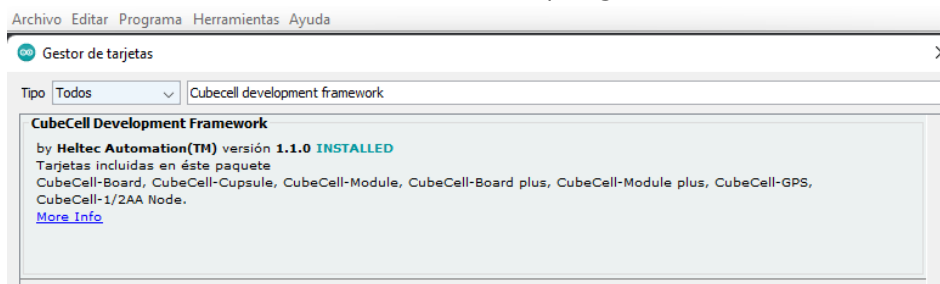 Archivo Editar Programa Herramientas Ayuda
Gestor de tarjetas
Tipo Todos Cubecell development framework
CubeCell Development Framework
by Heltec Automation(TM) versión 1.1.0 INSTALLED
Tarjetas incluidas en éste paquete
CubeCell-Board, CubeCell-Cupsule, CubeCell-Module, CubeCell-Board plus, CubeCell-Module plus, CubeCell-GPS,
CubeCell-1/2AA Node.
More Info